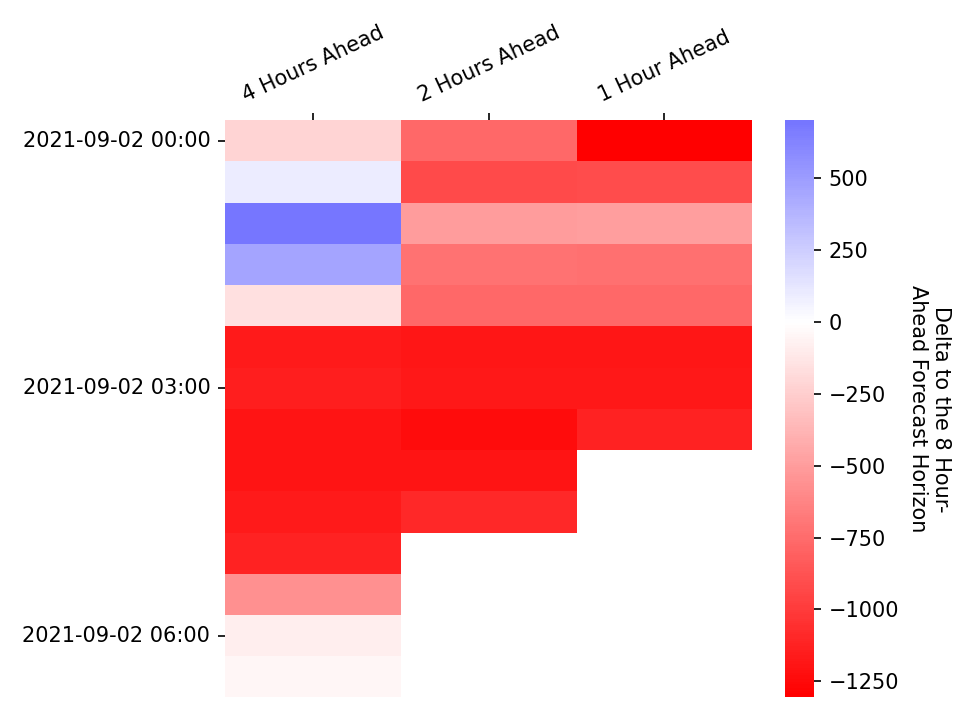 4 Hours Ahead
2 Hours Ahead
1 Hour Ahead
2021-09-02 00:00
2021-09-02 03:00
2021-09-02 06:00
500
250
0
−250
−500
−750
−1000
−1250
Delta to the 8 Hour-
Ahead Forecast Horizon